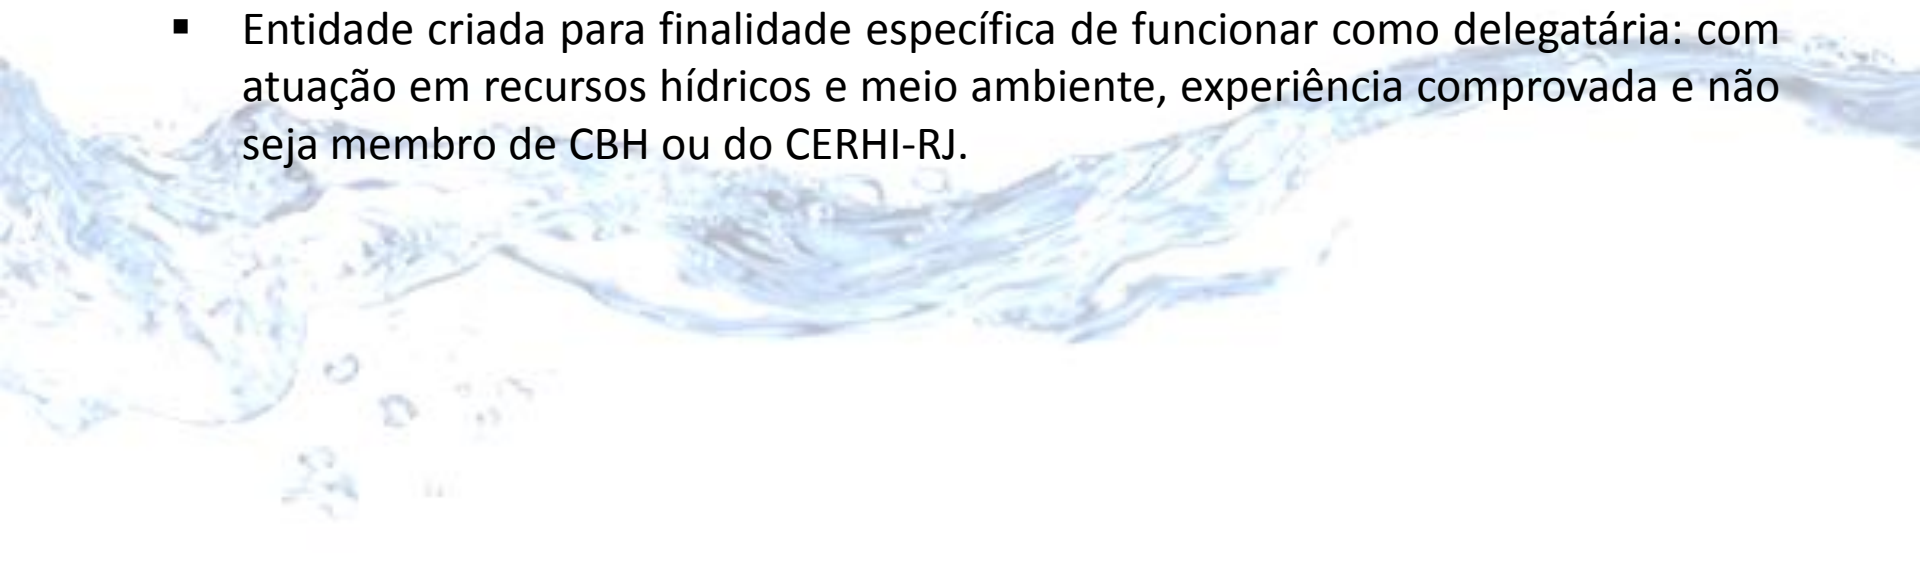 ▪ Entidade criada para finalidade específica de funcionar como delegatária: com
atuação em recursos hídricos e meio ambiente, experiência comprovada e não
seja membro de CBH ou do CERHI-RJ.